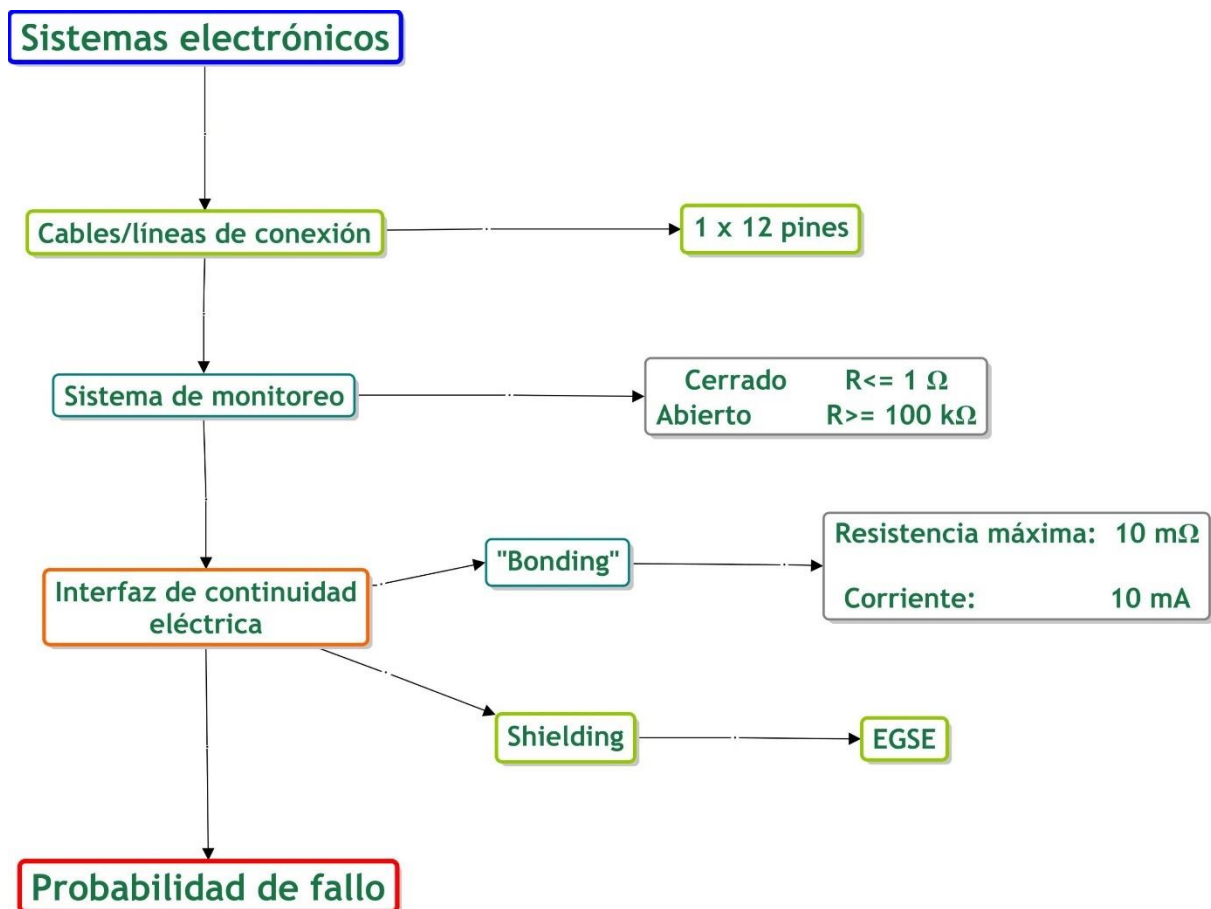 Sistemas electrónicos
Cables/líneas de conexión
1 x 12 pines
Sistema de monitoreo
Cerrado R<= 1 Ω
Abierto R>= 100 kΩ
Interfaz de continuidad
eléctrica
"Bonding"
Resistencia máxima: 10 mΩ
Corriente: 10 mA
Shielding
EGSE
Probabilidad de fallo